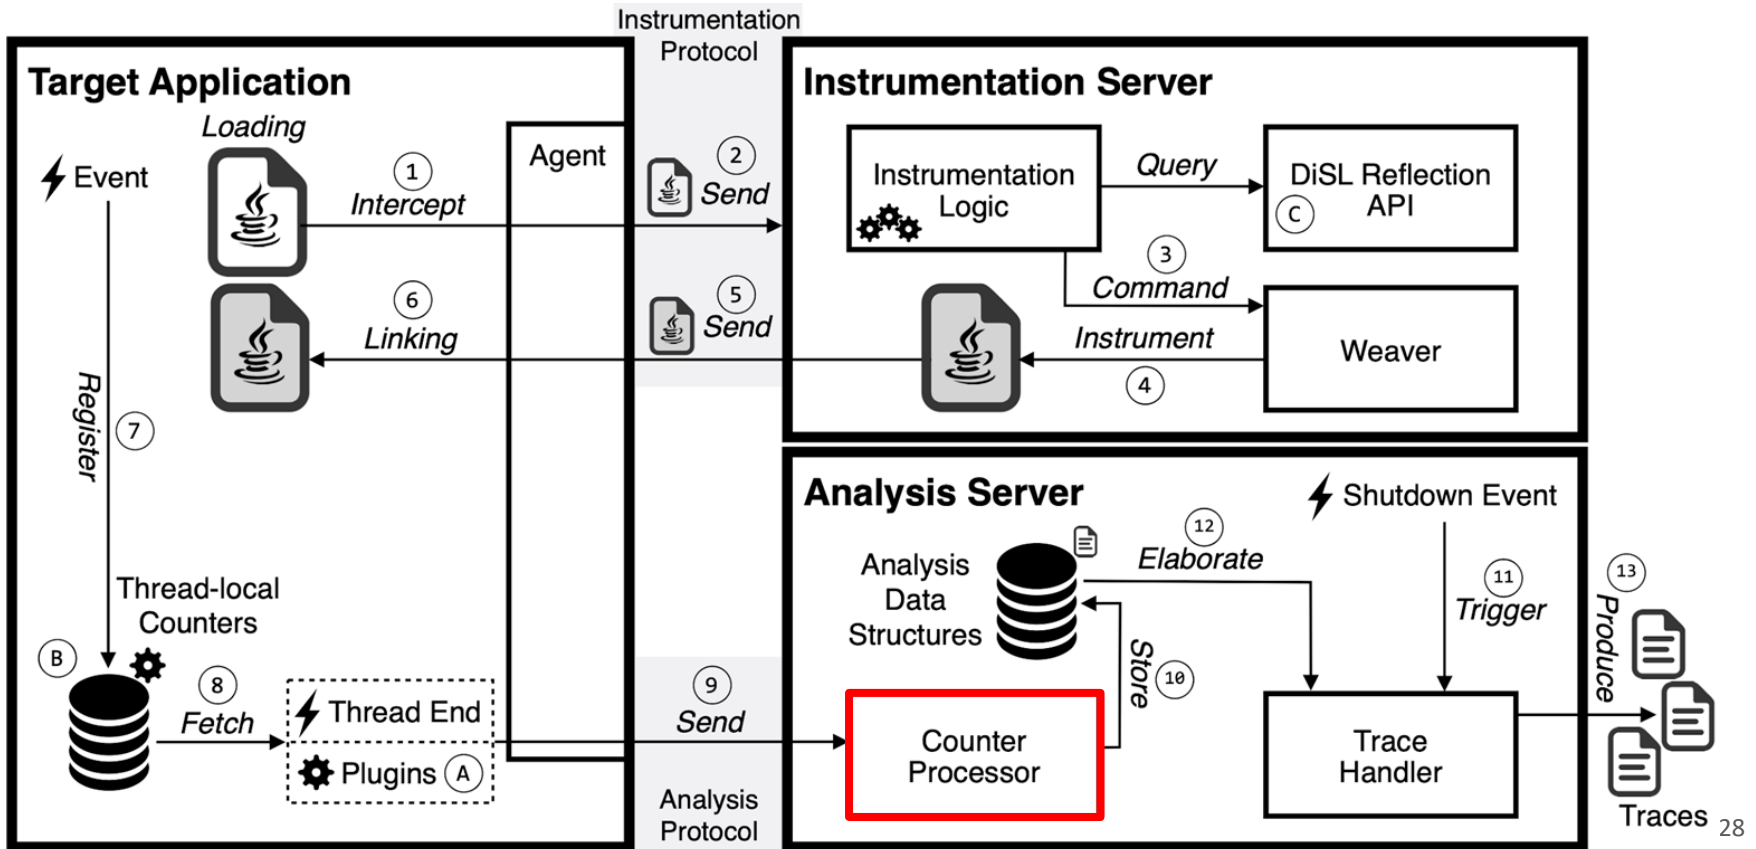 Instrumentation
Protocol
Target Application
Loading
Event
Agent
1
Intercept
2
Send
6
Linking
5
Send
Register
7
Thread-local
Counters
B
8
Fetch
Thread End
Plugins A
9
Send
Analysis
Protocol
Instrumentation Server
Instrumentation
Logic
Query
DiSL Reflection
API
C
3
Command
Instrument
4
Weaver
Analysis Server
Shutdown Event
Analysis
Data
Structures
12
Elaborate
11
Trigger
Store
10
Counter
Processor
Trace
Handler
13
Produce
Traces
28